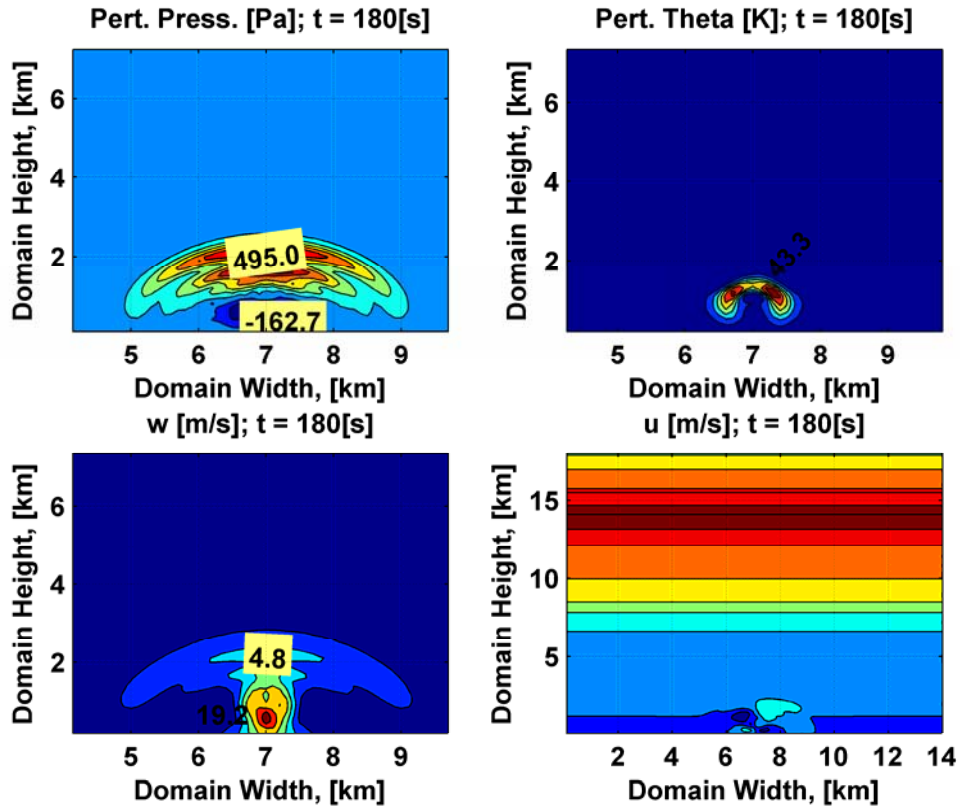 Pert. Press. [Pa]; t = 180[s]
Domain Height, [km]
6
4
2
495.0
-162.7
5 6 7 8 9
Domain Width, [km]
Pert. Theta [K]; t = 180[s]
Domain Height, [km]
6
4
2
43.3
5 6 7 8 9
Domain Width, [km]
w [m/s]; t = 180[s]
Domain Height, [km]
6
4
2
4.8
19.2
5 6 7 8 9
Domain Width, [km]
u [m/s]; t = 180[s]
Domain Height, [km]
15
10
5
2 4 6 8 10 12 14
Domain Width, [km]